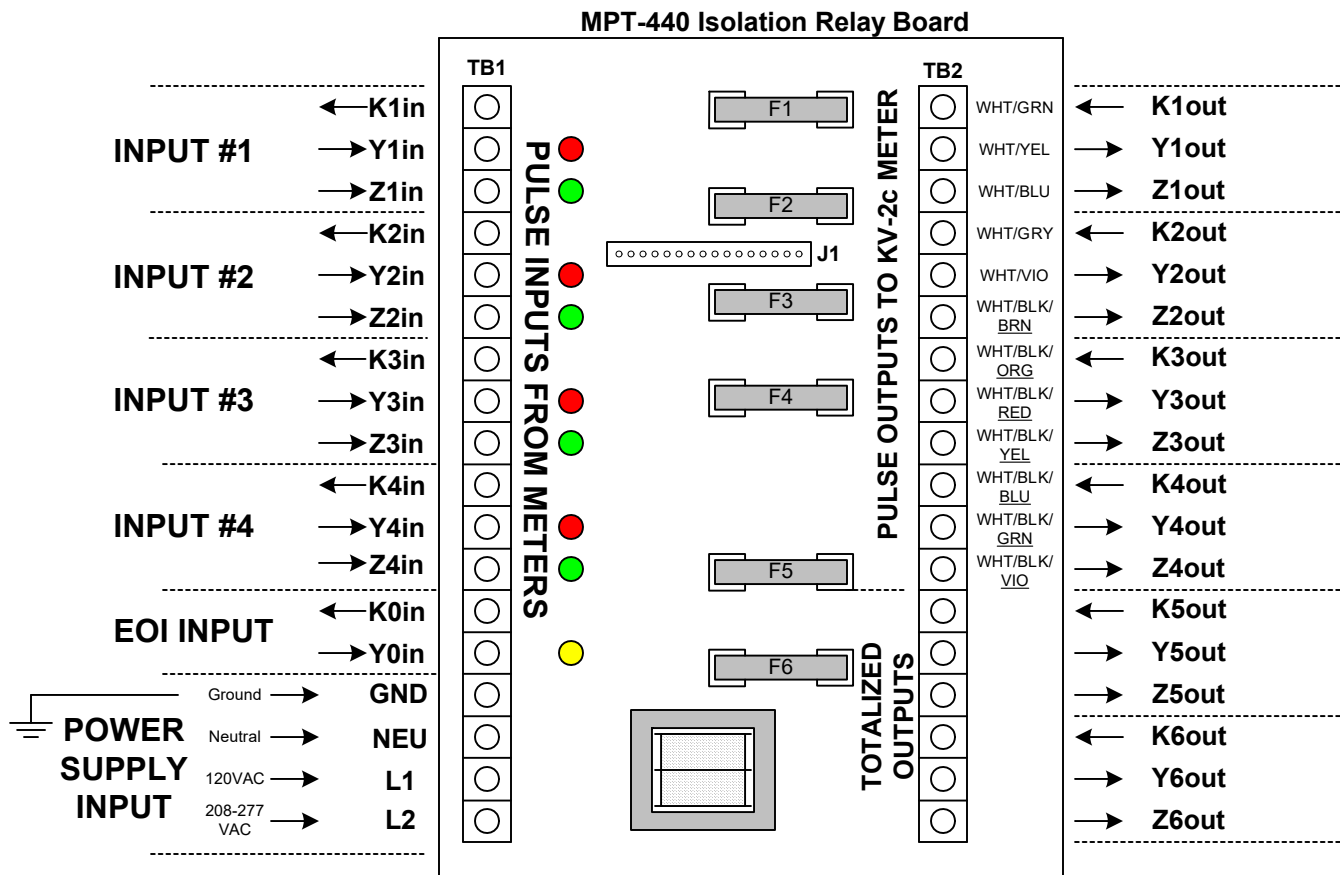 MPT-440 Isolation Relay Board
TB1
TB2
INPUT #1
K1in
Y1in
Z1in
INPUT #2
K2in
Y2in
Z2in
INPUT #3
K3in
Y3in
Z3in
INPUT #4
K4in
Y4in
Z4in
EOI INPUT
K0in
Y0in
POWER
SUPPLY
INPUT
Ground
GND
Neutral
NEU
120VAC
L1
208-277
VAC
L2
PULSE INPUTS FROM METERS
F1
F2
J1
F3
F4
F5
F6
PULSE OUTPUTS TO KV-2c METER
TOTALIZED
OUTPUTS
WHT/GRN
K1out
WHT/YEL
Y1out
WHT/BLU
Z1out
WHT/GRY
K2out
WHT/VIO
Y2out
WHT/BLK/
BRN
Z2out
WHT/BLK/
ORG
K3out
WHT/BLK/
RED
Y3out
WHT/BLK/
YEL
Z3out
WHT/BLK/
BLU
K4out
WHT/BLK/
GRN
Y4out
WHT/BLK/
VIO
Z4out
K5out
Y5out
Z5out
K6out
Y6out
Z6out